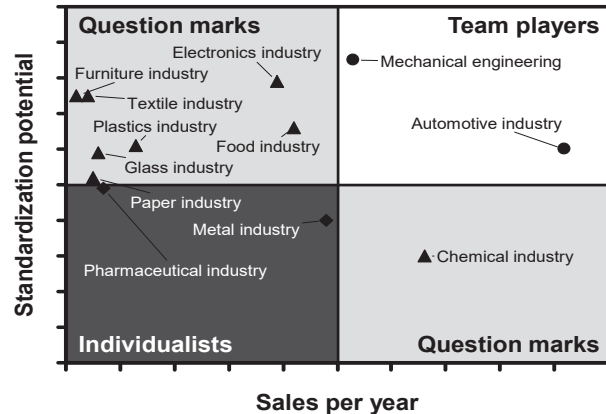 Question marks
Team players
Electronics industry
Mechanical engineering
Furniture industry
Textile industry
Plastics industry
Food industry
Automotive industry
Glass industry
Paper industry
Metal industry
Pharmaceutical industry
Chemical industry
Individualists
Question marks
Standardization potential
Sales per year